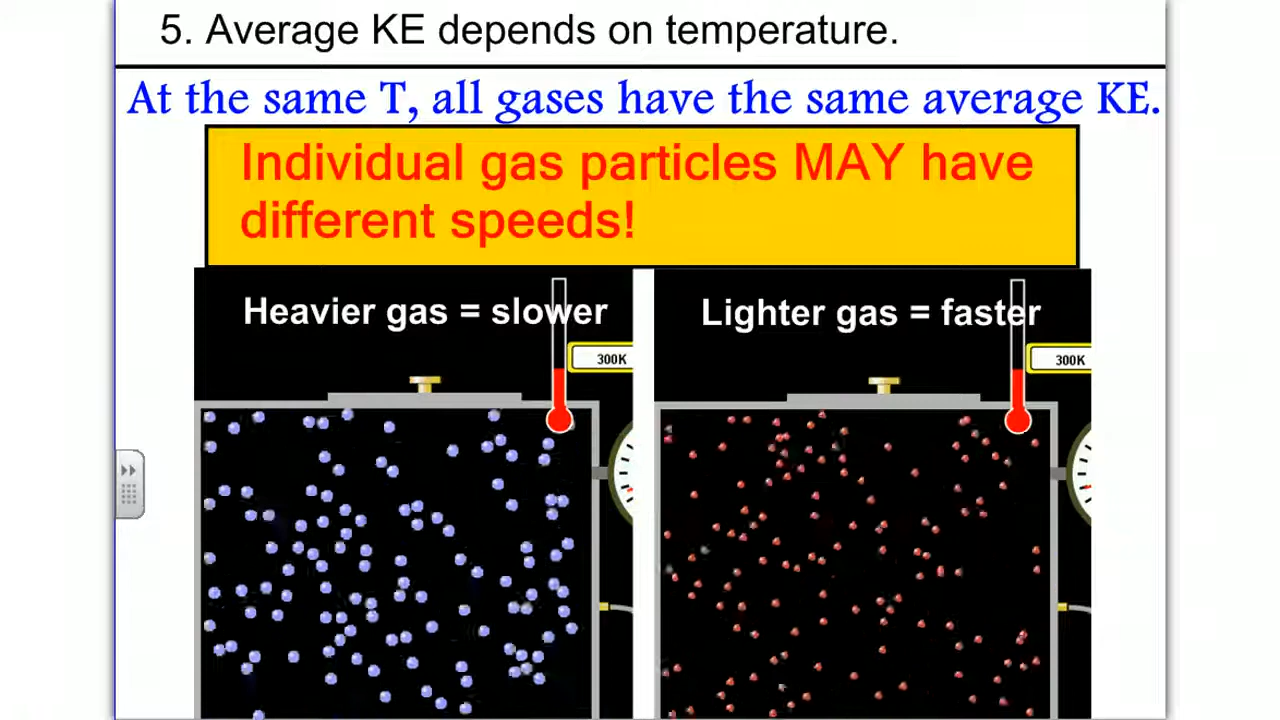 5. Average KE depends on temperature.
At the same T, all gases have the same average KE.
Individual gas particles MAY have
different speeds!
Heavier gas = slower
300K
Lighter gas = faster
300K